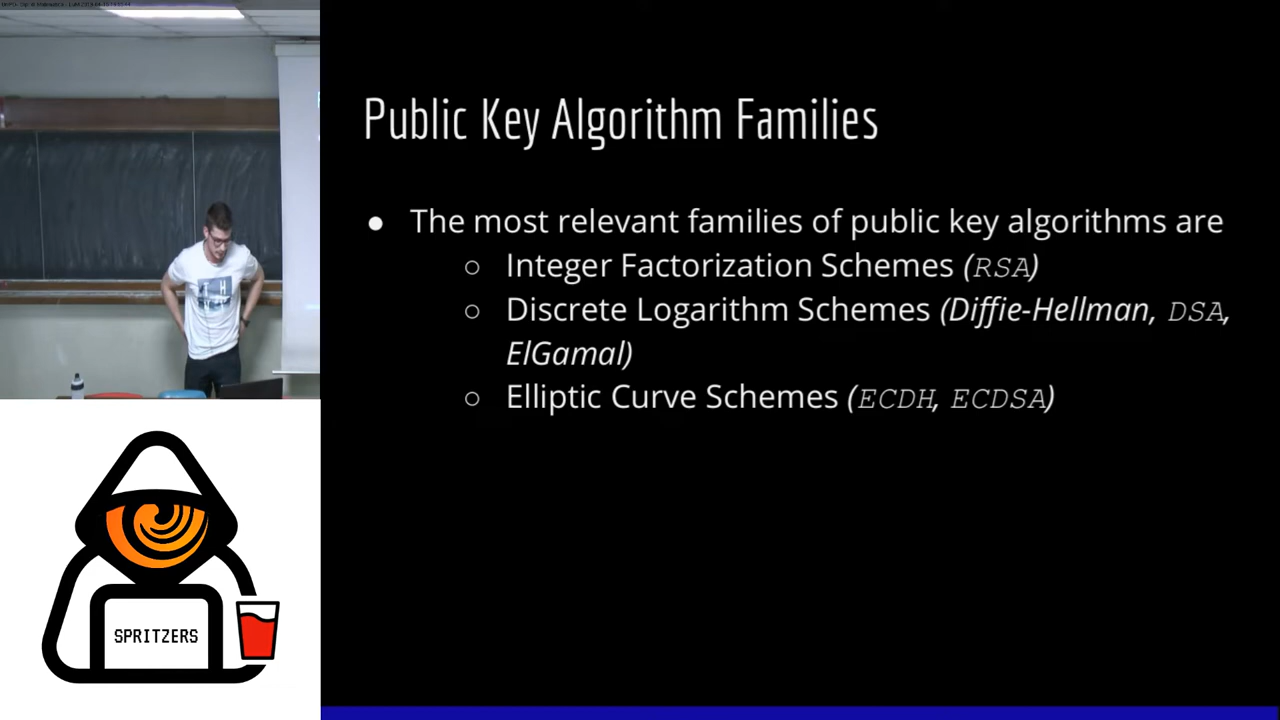 Public Key Algorithm Families
● The most relevant families of public key algorithms are
○ Integer Factorization Schemes (RSA)
○ Discrete Logarithm Schemes (Diffie-Hellman, DSA,
ElGamal)
○ Elliptic Curve Schemes (ECDH, ECDSA)
SPRITZERS